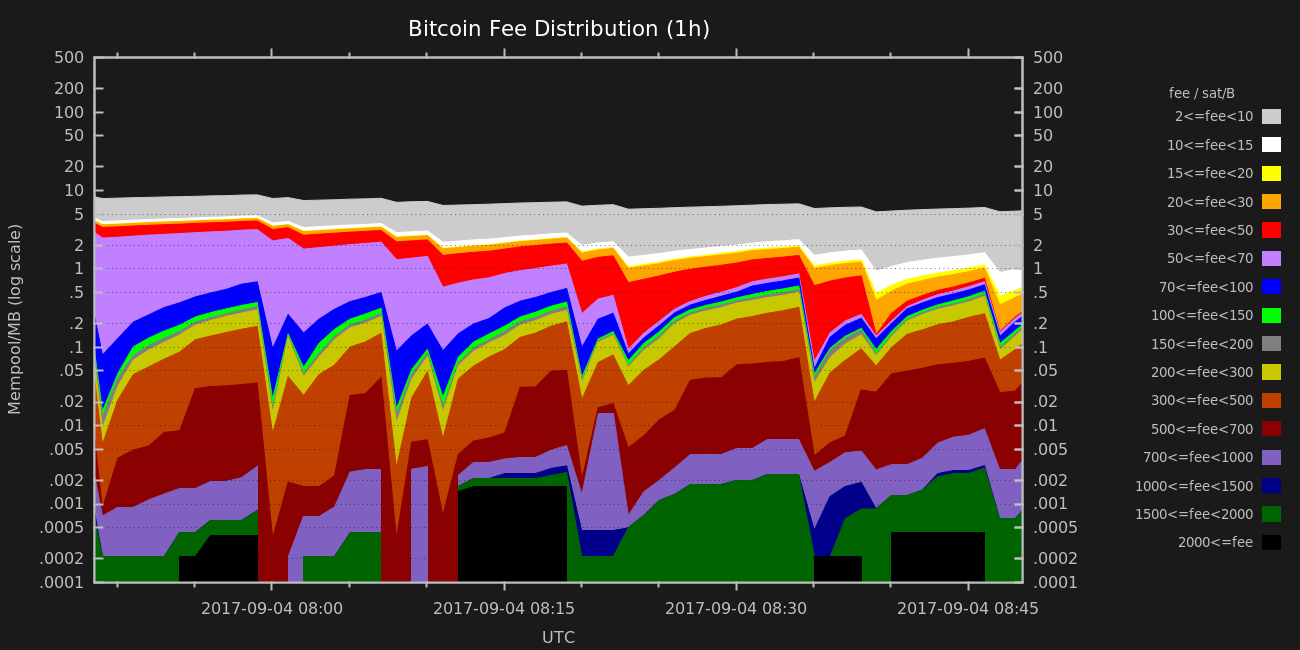 Bitcoin Fee Distribution (1h)
500 500
200 200
100 100
50 50
20 20
10 10
5 5
2 2
1 1
.5 .5
.2 .2
.1 .1
.05 .05
.02 .02
.01 .01
.005 .005
.002 .002
.001 .001
.0005 .0005
.0002 .0002
.0001 .0001
Mempool/MB (log scale)
2017-09-04 08:00 2017-09-04 08:15 2017-09-04 08:30 2017-09-04 08:45
UTC
fee / sat/B
2<=fee<10
10<=fee<15
15<=fee<20
20<=fee<30
30<=fee<50
50<=fee<70
70<=fee<100
100<=fee<150
150<=fee<200
200<=fee<300
300<=fee<500
500<=fee<700
700<=fee<1000
1000<=fee<1500
1500<=fee<2000
2000<=fee